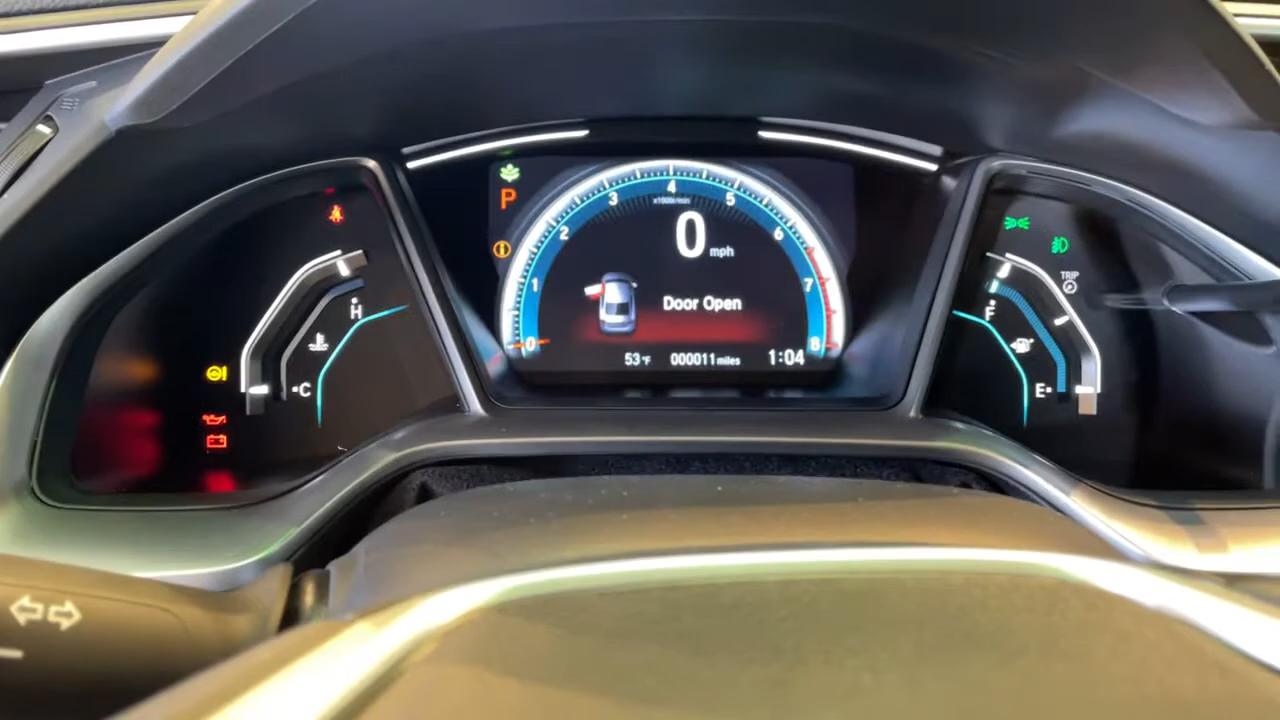 P
4
3
5
x1000r/min
2
6
0 mph
1
7
0
8
Door Open
53°F
000011 miles
1:04
H
C
TRIP
F
E